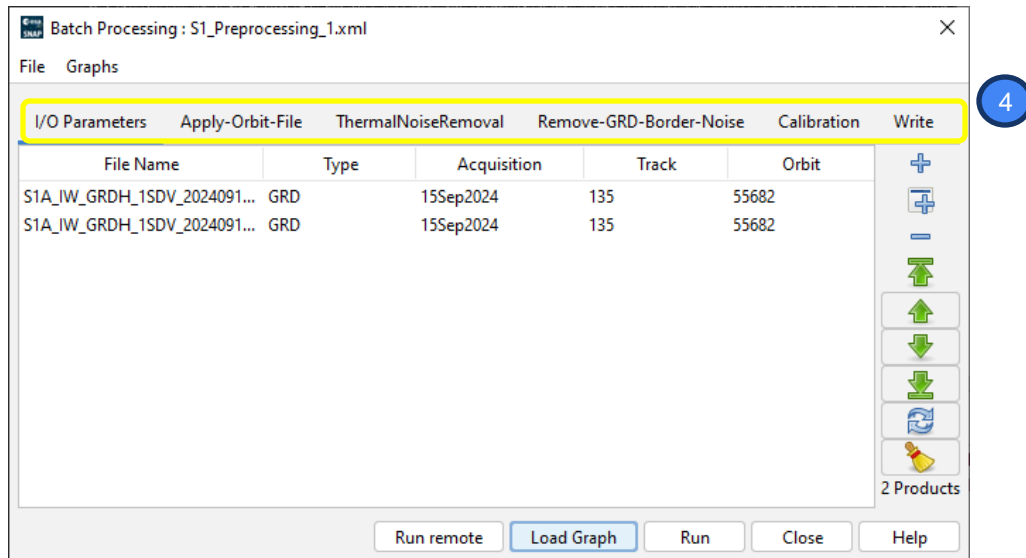 esa SNAP Batch Processing : S1_Preprocessing_1.xml
File Graphs
4
I/O Parameters Apply-Orbit-File ThermalNoiseRemoval Remove-GRD-Border-Noise Calibration Write
File Name Type Acquisition Track Orbit
S1A_IW_GRDH_1SDV_2024091... GRD 15Sep2024 135 55682
S1A_IW_GRDH_1SDV_2024091... GRD 15Sep2024 135 55682
2 Products
Run remote Load Graph Run Close Help